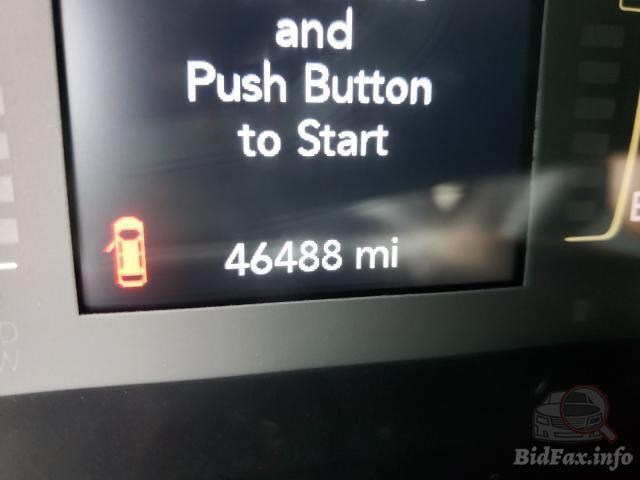 and
Push Button
to Start
46488 mi
E
D
W
BidFax.info